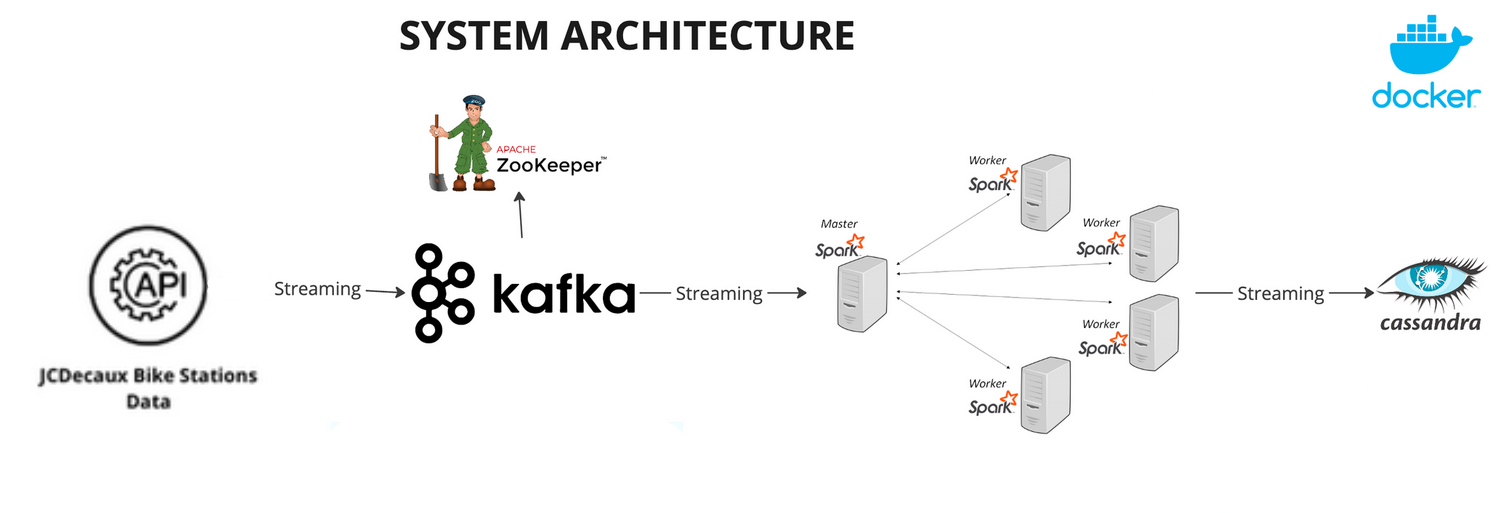 SYSTEM ARCHITECTURE
docker
APACHE
ZooKeeper™
Worker
Spark
Worker
Spark
Master
Spark
API
Streaming
kafka
Streaming
Streaming
cassandra
Worker
Spark
JCDecaux Bike Stations
Data
Worker
Spark